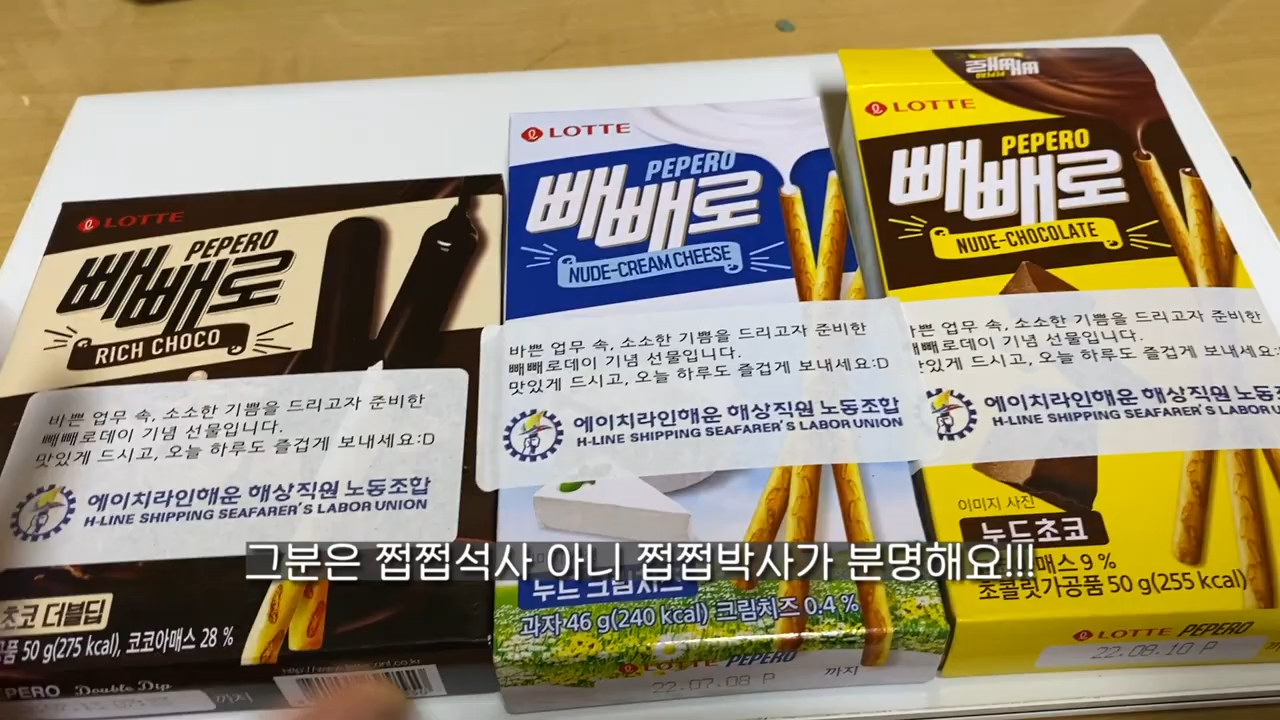 LOTTE
PEPERO
빼빼로
RICH CHOCO
바쁜 업무 속, 소소한 기쁨을 드리고자 준비한
빼빼로데이 기념 선물입니다.
맛있게 드시고, 오늘 하루도 즐겁게 보내세요:D
에이치라인해운 해상직원 노동조합
H-LINE SHIPPING SEAFARER'S LABOR UNION
초코 더블딥
50 g(275 kcal), 코코아매스 28 %
PEPERO Double Dip
까지
LOTTE
PEPERO
빼빼로
NUDE-CREAM CHEESE
바쁜 업무 속, 소소한 기쁨을 드리고자 준비한
빼빼로데이 기념 선물입니다.
맛있게 드시고, 오늘 하루도 즐겁게 보내세요:D
에이치라인해운 해상직원 노동조합
H-LINE SHIPPING SEAFARER'S LABOR UNION
누드 크림치즈
과자 46 g(240 kcal) 크림치즈 0.4 %
LOTTE PEPERO
22.07.08 P 까지
빼빼로
PEPERO
LOTTE
PEPERO
빼빼로
NUDE-CHOCOLATE
바쁜 업무 속, 소소한 기쁨을 드리고자 준비한
빼빼로데이 기념 선물입니다.
맛있게 드시고, 오늘 하루도 즐겁게 보내세요:
에이치라인해운 해상직원 노동조
H-LINE SHIPPING SEAFARER'S LABOR UN
이미지 사진
누드초코
매스 9 %
초콜릿가공품 50 g(255 kcal)
LOTTE PEPERO
22.08.10 P
그분은 쩝쩝석사 아니 쩝쩝박사가 분명해요!!!